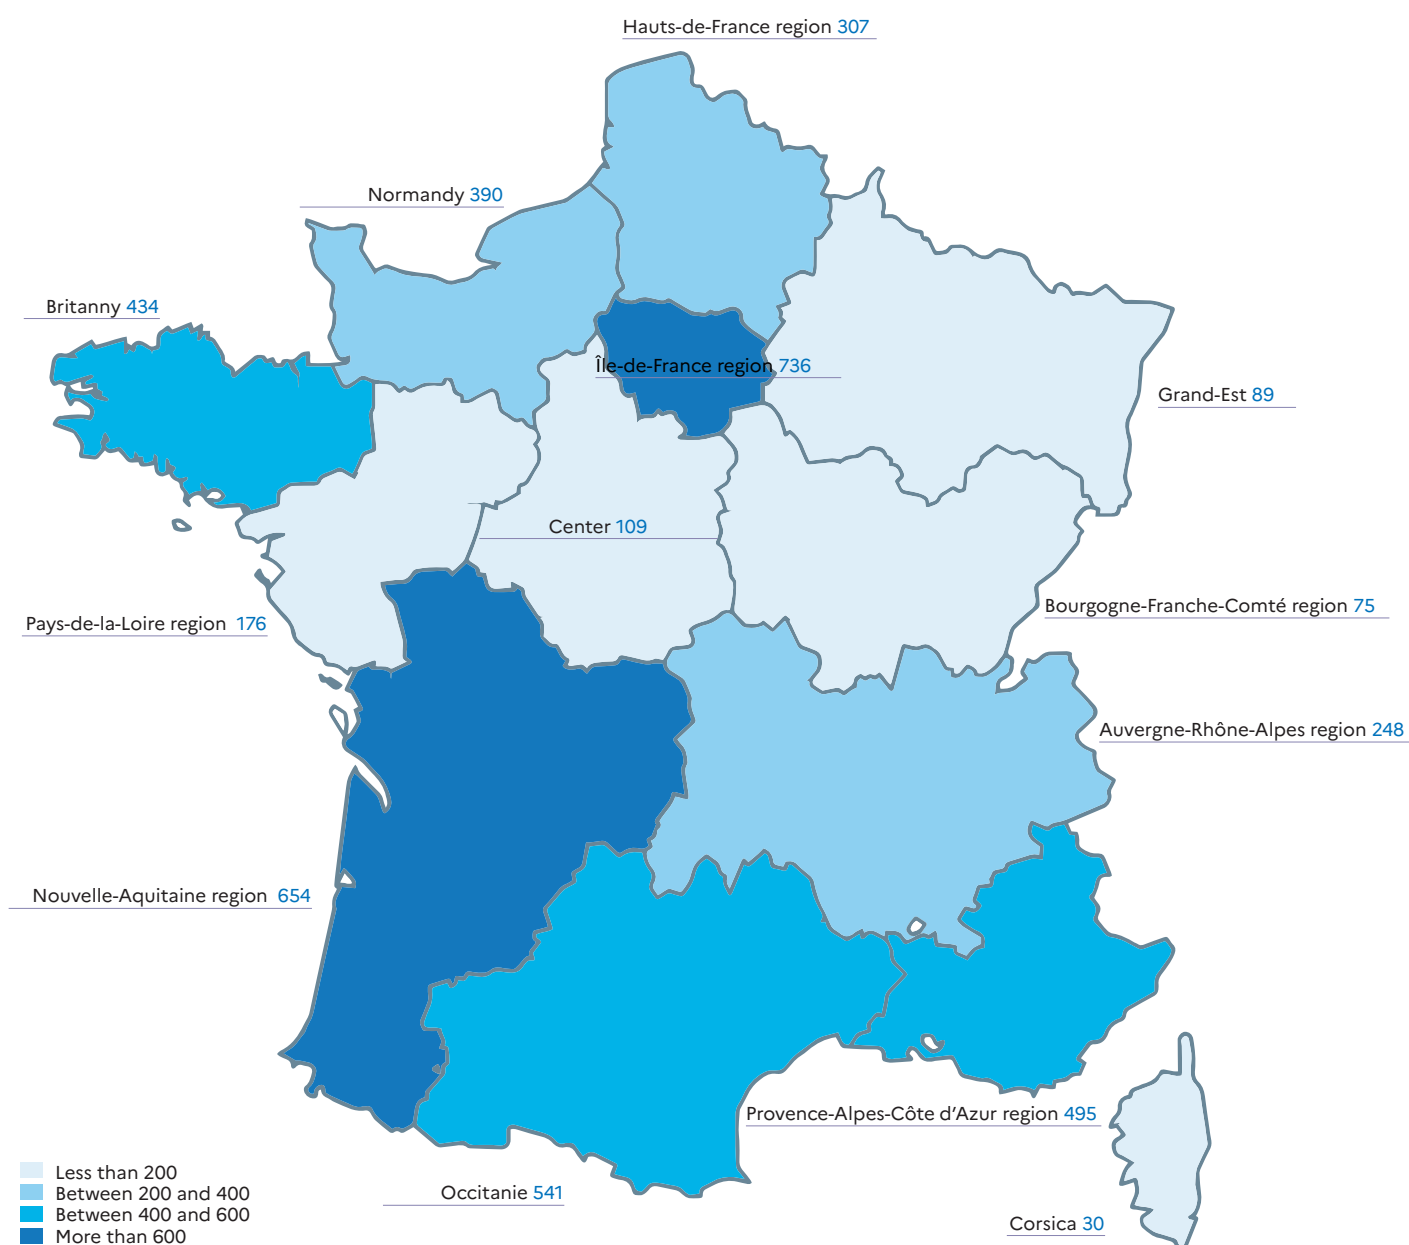 Hauts-de-France region 307
Normandy 390
Britanny 434
Île-de-France region 736
Grand-Est 89
Center 109
Bourgogne-Franche-Comté region 75
Pays-de-la-Loire region 176
Auvergne-Rhône-Alpes region 248
Nouvelle-Aquitaine region 654
Provence-Alpes-Côte d'Azur region 495
Occitanie 541
Corsica 30
Less than 200
Between 200 and 400
Between 400 and 600
More than 600